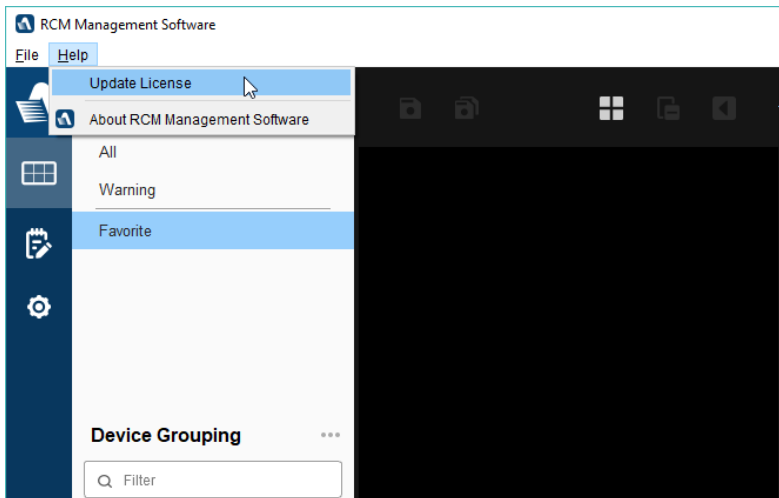 RCM Management Software
File Help
Update License
About RCM Management Software
All
Warning
Favorite
Device Grouping
Filter